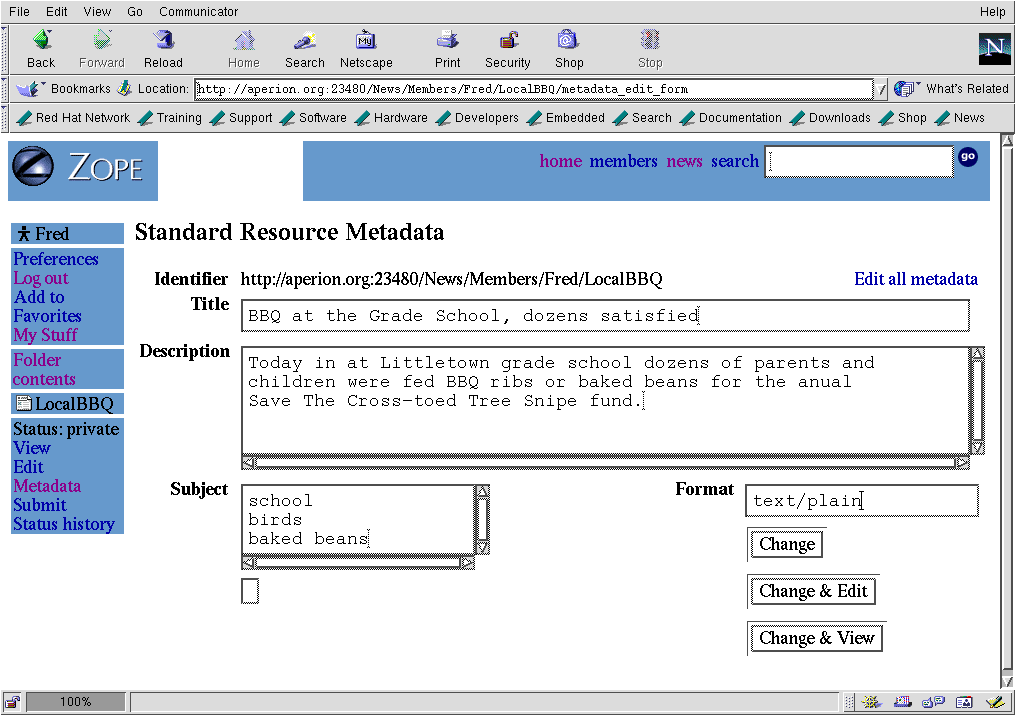 File Edit View Go Communicator Help
Back Forward Reload Home Search Netscape Print Security Shop Stop
My
N
Bookmarks Location: http://aperion.org:23480/News/Members/Fred/LocalBBQ/metadata_edit_form What's Related
Red Hat Network Training Support Software Hardware Developers Embedded Search Documentation Downloads Shop News
ZOPE
home members news search go
Fred
Preferences
Log out
Add to
Favorites
My Stuff
Folder
contents
LocalBBQ
Status: private
View
Edit
Metadata
Submit
Status history
Standard Resource Metadata
Identifier http://aperion.org:23480/News/Members/Fred/LocalBBQ Edit all metadata
Title BBQ at the Grade School, dozens satisfied
Description Today in at Littletown grade school dozens of parents and
children were fed BBQ ribs or baked beans for the anual
Save The Cross-toed Tree Snipe fund.
Subject school
birds
baked beans
Format text/plain
Change
Change & Edit
Change & View
100%